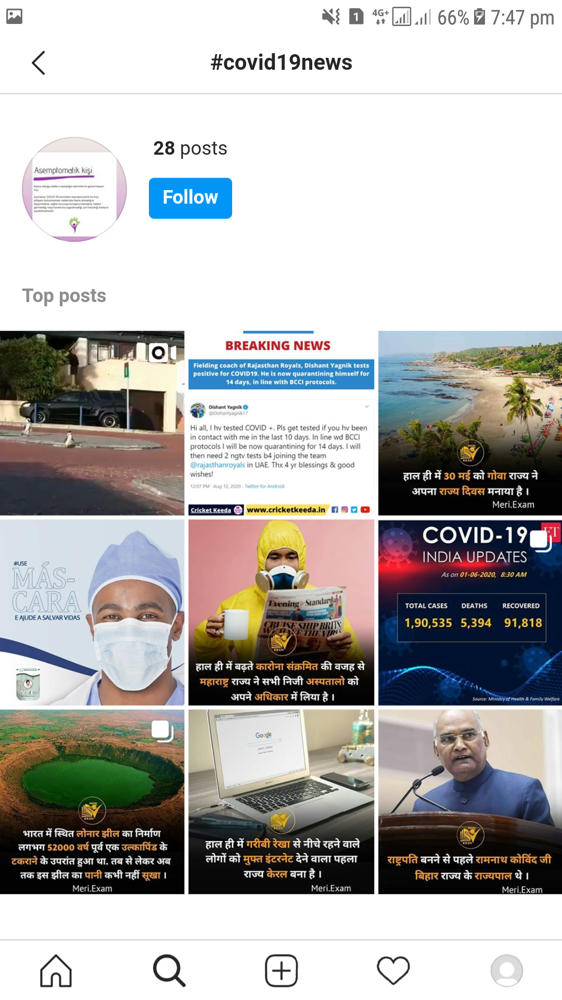 4G+ 66% 7:47 pm
1
#covid19news
28 posts
Follow
Asemptomatik kişi
Top posts
BREAKING NEWS
Fielding coach of Rajasthan Royals, Dishant Yagnik tests
positive for COVID19. He is now quarantining himself for
14 days, in line with BCCI protocols.
Dishant Yagnik
@Dishantyagnik77
Hi all, I hv tested COVID +. Pls get tested if you hv been
in contact with me in the last 10 days. In line wd BCCI
protocols I will be now quarantining for 14 days. I will
then need 2 ngtv tests b4 joining the team
@rajasthanroyals in UAE. Thx 4 yr blessings & good
wishes!
12:07 PM · Aug 12, 2020 · Twitter for Android
Cricket Keeda www.cricketkeeda.in
MERI
EXAM
हाल ही में 30 मई को गोवा राज्य ने
अपना राज्य दिवस मनाया है ।
Meri.Exam
#USE
MÁS-
CARA
E AJUDE A SALVAR VIDAS
Evening Standard
CRUISE SHIP BRITS:
THE VIRUS
EXAM
हाल ही में बढ़ते कारोना संक्रमित की वजह से
महाराष्ट्र राज्य ने सभी निजी अस्पतालो को
अपने अधिकार में लिया है ।
COVID-19
ET
INDIA UPDATES
As on 01-06-2020, 8:30 AM
TOTAL CASES DEATHS RECOVERED
1,90,535 5,394 91,818
Source: Ministry of Health & Family Welfare
MERI
EXAM
भारत में स्थित लोनार झील का निर्माण
लगभग 52000 वर्ष पूर्व एक उल्कापिंड के
टकराने के उपरांत हुआ था. तब से लेकर अब
तक इस झील का पानी कभी नहीं सूखा ।
Meri.Exam
Google
EXAM
हाल ही में गरीबी रेखा से नीचे रहने वाले
लोगों को मुफ्त इंटरनेट देने वाला पहला
राज्य केरल बना है ।
Meri.Exam
EXAM
राष्ट्रपति बनने से पहले रामनाथ कोविंद जी
बिहार राज्य के राज्यपाल थे ।
Meri.Exam